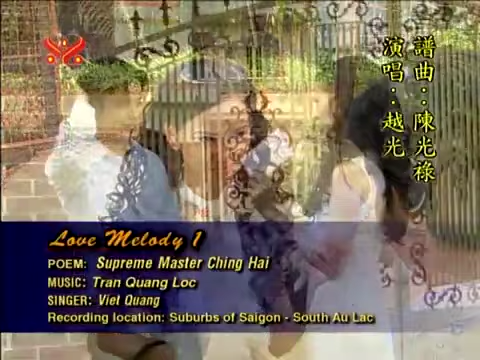 譜曲：陳光祿
演唱：越光
Love Melody 1
POEM: Supreme Master Ching Hai
MUSIC: Tran Quang Loc
SINGER: Viet Quang
Recording location: Suburbs of Saigon - South Au Lac